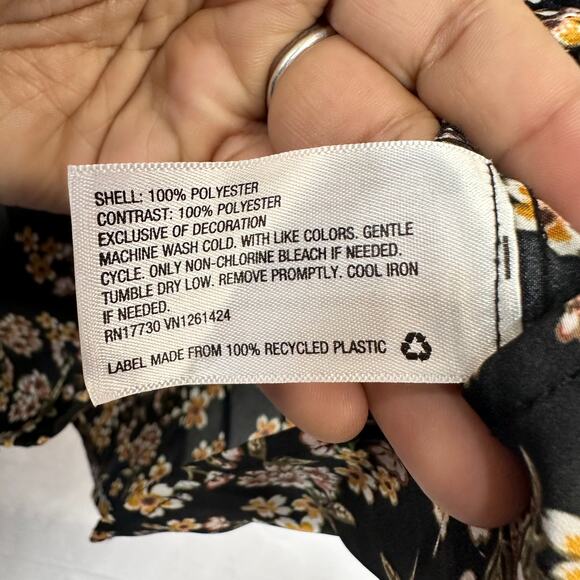 SHELL: 100% POLYESTER
CONTRAST: 100% POLYESTER
EXCLUSIVE OF DECORATION
MACHINE WASH COLD. WITH LIKE COLORS. GENTLE
CYCLE. ONLY NON-CHLORINE BLEACH IF NEEDED.
TUMBLE DRY LOW. REMOVE PROMPTLY. COOL IRON
IF NEEDED.
RN17730 VN1261424
LABEL MADE FROM 100% RECYCLED PLASTIC